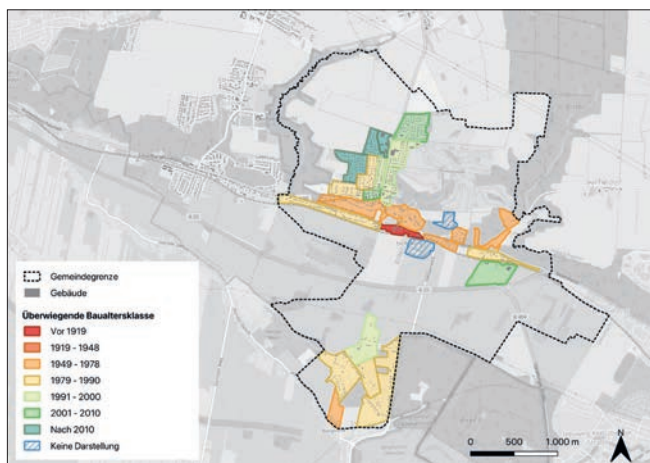 Gemeindegrenze
Gebäude
Überwiegende Baualtersklasse
Vor 1919
1919 - 1948
1949 - 1978
1979 - 1990
1991 - 2000
2001 - 2010
Nach 2010
Keine Darstellung
N
0 500 1.000 m